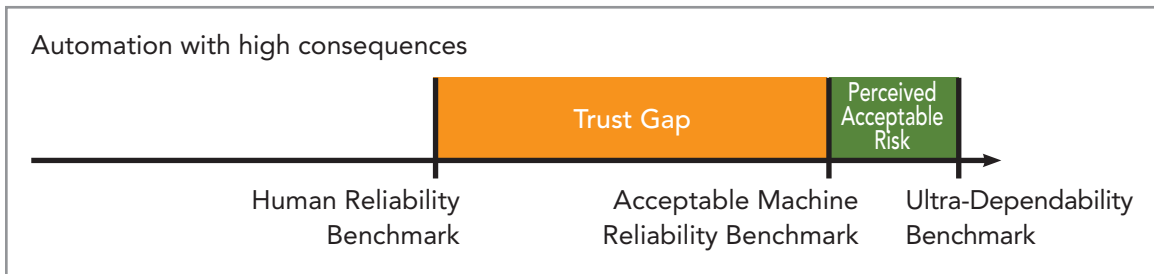 Automation with high consequences
Trust Gap
Perceived
Acceptable
Risk
Human Reliability
Benchmark
Acceptable Machine
Reliability Benchmark
Ultra-Dependability
Benchmark